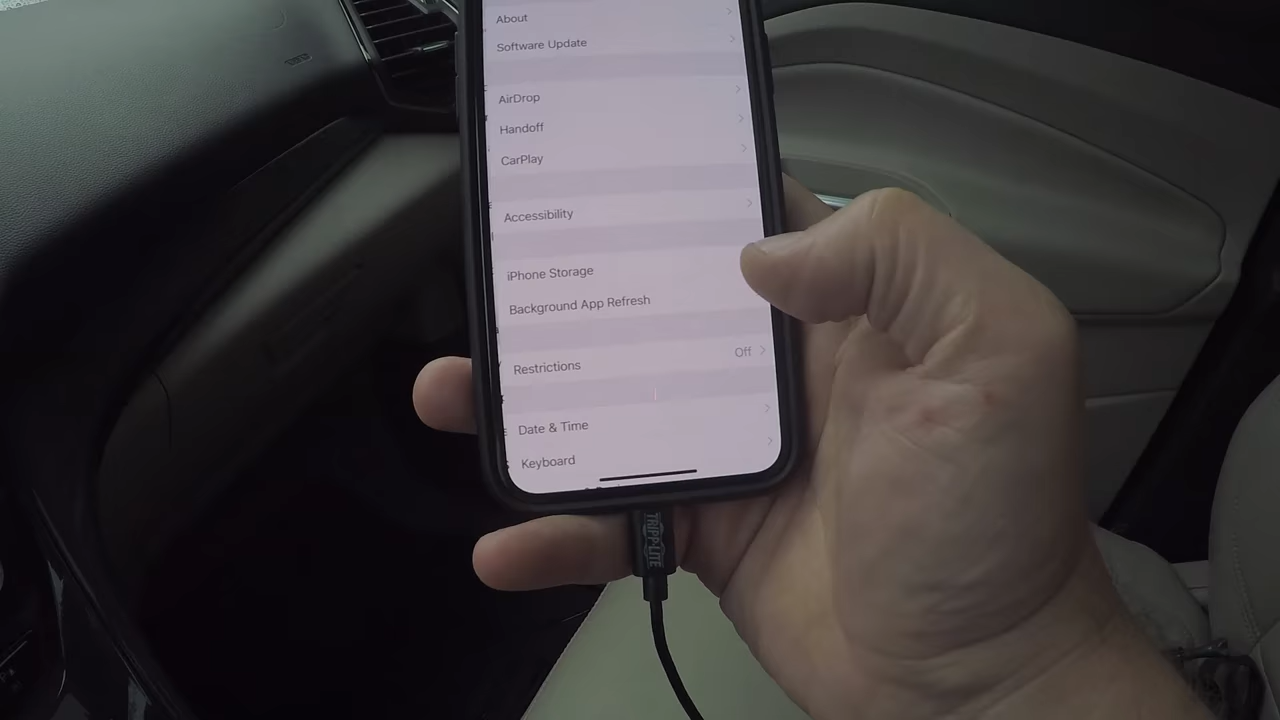 About
Software Update
AirDrop
Handoff
CarPlay
Accessibility
iPhone Storage
Background App Refresh
Restrictions
Off
Date & Time
Keyboard
TRIPP·LITE